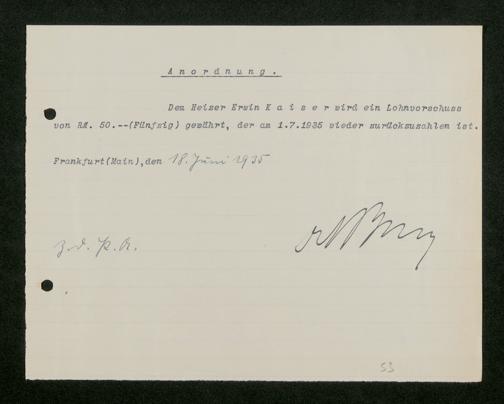 Anordnung.
Dem Heizer Erwin Kaiser wird ein Lohnvorschuss
von RM. 50.--(Fünfzig) gewährt, der am 1.7.1935 wieder zurückzuzahlen ist.
Frankfurt(Main), den 18. Juni 1935
z. d. P. A.
53